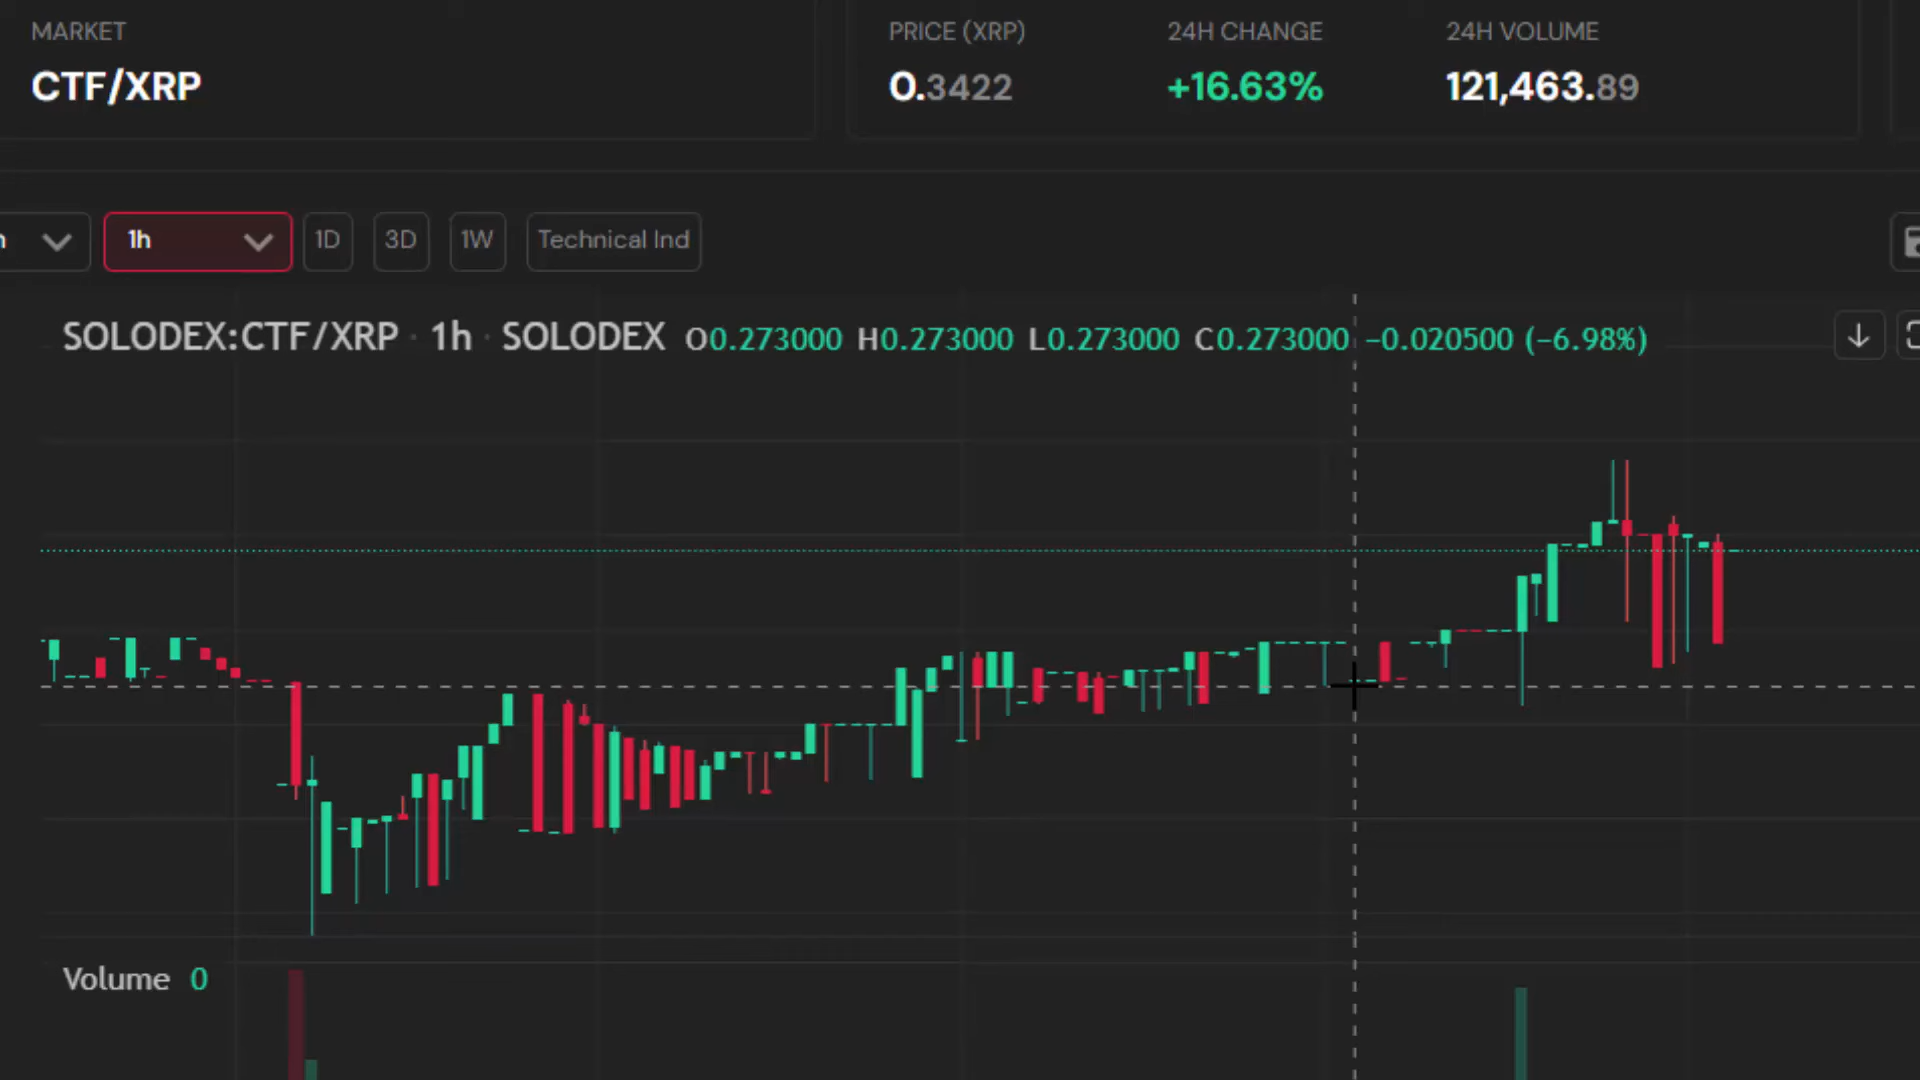 MARKET
PRICE (XRP)
24H CHANGE
24H VOLUME
CTF/XRP
0.3422
+16.63%
121,463.89
1h
1D
3D
1W
Technical Ind
SOLODEX:CTF/XRP · 1h · SOLODEX O0.273000 H0.273000 L0.273000 C0.273000 −0.020500 (−6.98%)
Volume 0